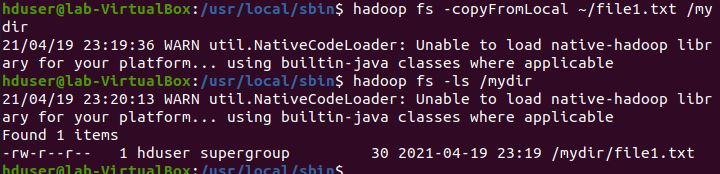 hduser@lab-VirtualBox:/usr/local/sbin$ hadoop fs -copyFromLocal ~/file1.txt /my
dir
21/04/19 23:19:36 WARN util.NativeCodeLoader: Unable to load native-hadoop libr
ary for your platform... using builtin-java classes where applicable
hduser@lab-VirtualBox:/usr/local/sbin$ hadoop fs -ls /mydir
21/04/19 23:20:13 WARN util.NativeCodeLoader: Unable to load native-hadoop libr
ary for your platform... using builtin-java classes where applicable
Found 1 items
-rw-r--r--   1 hduser supergroup         30 2021-04-19 23:19 /mydir/file1.txt
hduser@lab-VirtualBox:/usr/local/sbin$